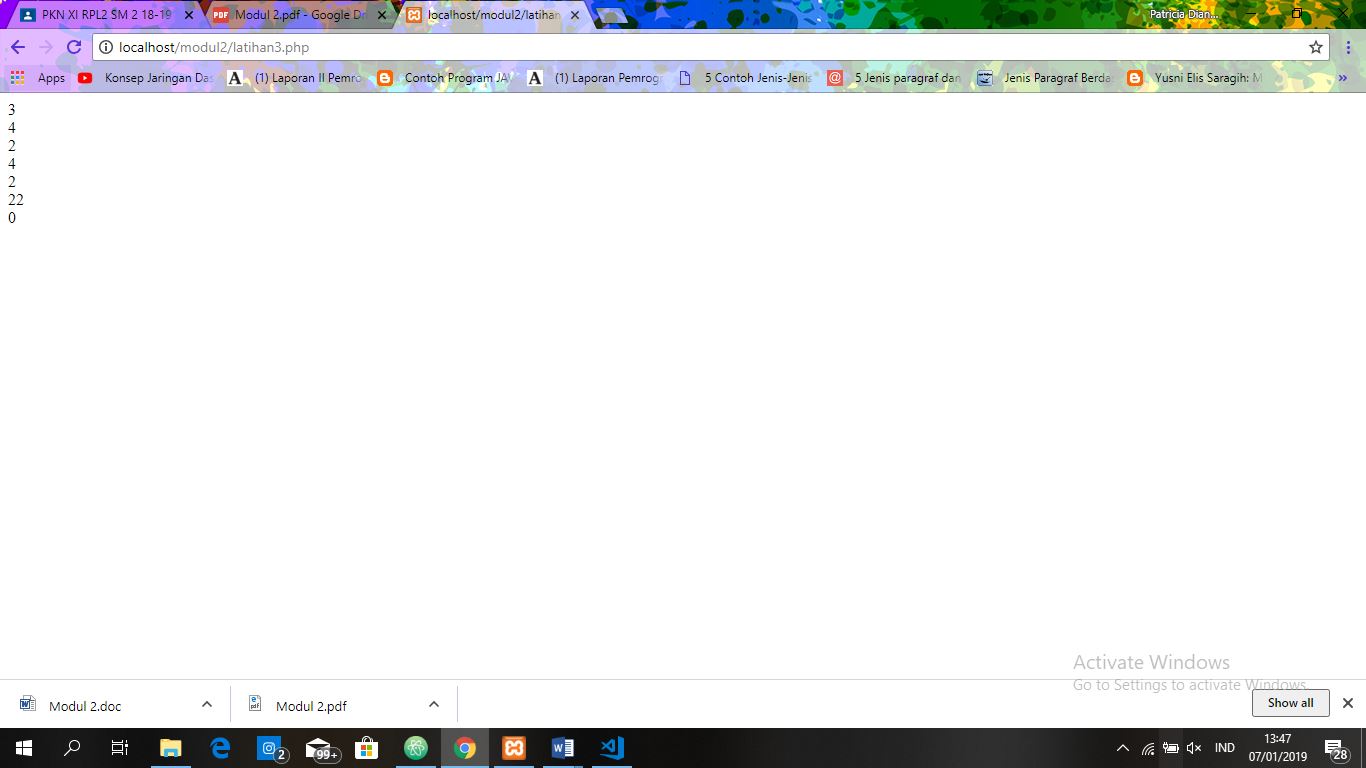 PKN XI RPL2 SM 2 18-19
Modul 2.pdf - Google Dr
localhost/modul2/latihan
Patricia Dian...
localhost/modul2/latihan3.php
Apps
Konsep Jaringan Das
(1) Laporan II Pemro
Contoh Program JAV
(1) Laporan Pemrog
5 Contoh Jenis-Jenis
5 Jenis paragraf dan
Jenis Paragraf Berdas
Yusni Elis Saragih: M
3
4
2
4
2
22
0
Activate Windows
Go to Settings to activate Windows.
Modul 2.doc
Modul 2.pdf
Show all
2
99+
IND
13:47
07/01/2019
28